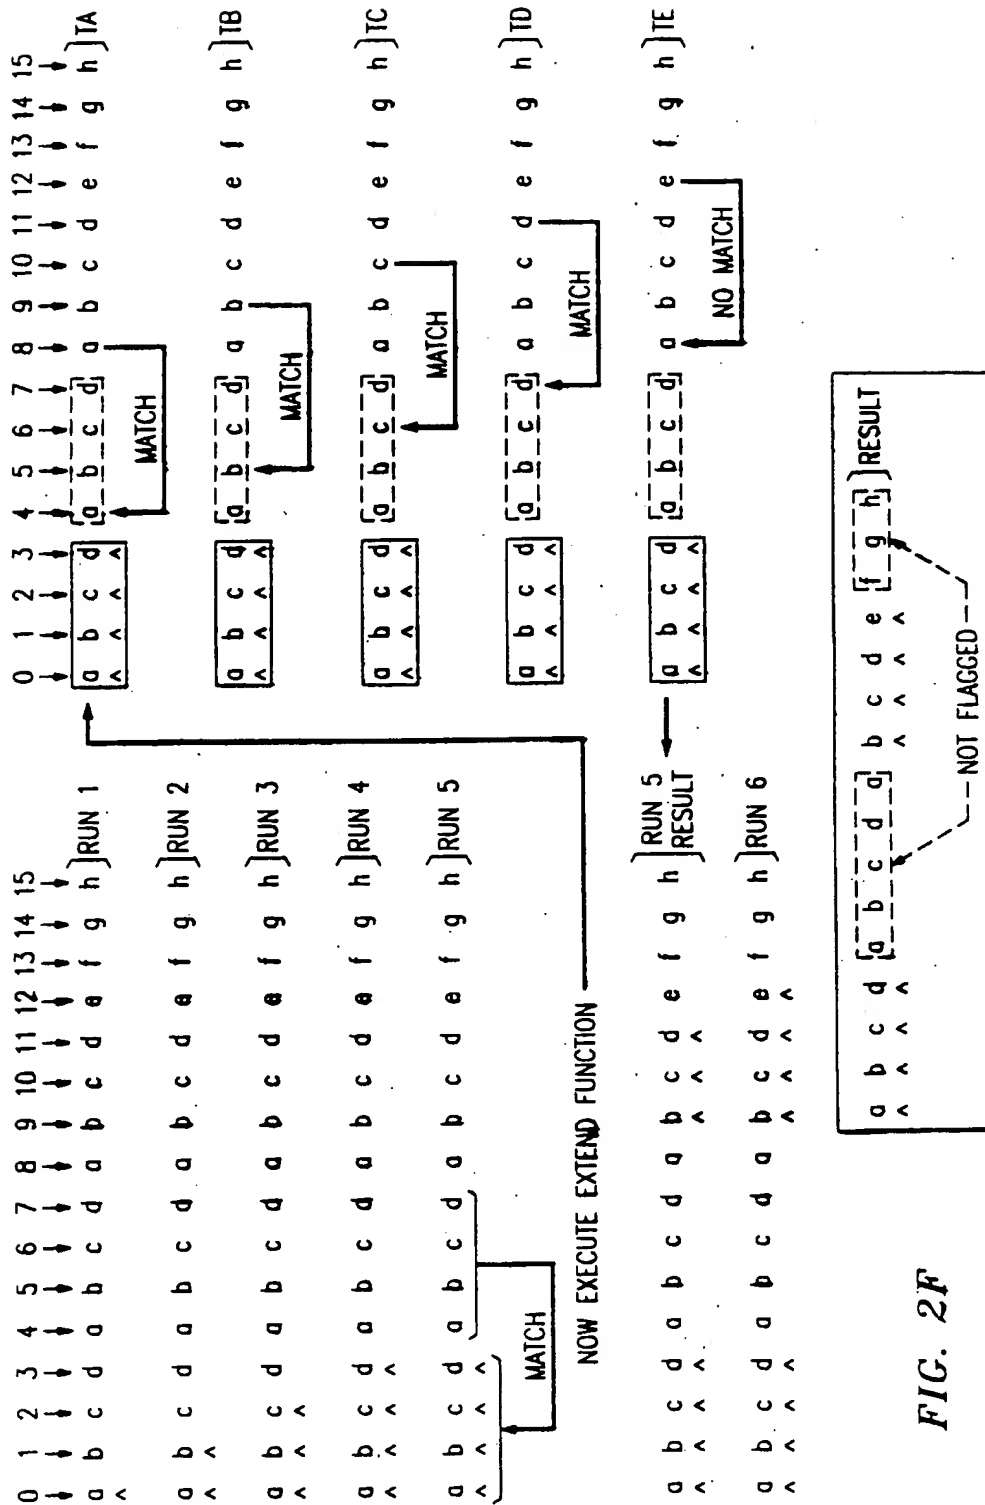 0 1 2 3 4 5 6 7 8 9 10 11 12 13 14 15
a b c d a b c d a b c d e f g h }RUN 1
^
a b c d a b c d a b c d e f g h }RUN 2
^ ^
a b c d a b c d a b c d e f g h }RUN 3
^ ^ ^
a b c d a b c d a b c d e f g h }RUN 4
^ ^ ^ ^
a b c d a b c d a b c d e f g h }RUN 5
^ ^ ^ ^
MATCH
NOW EXECUTE EXTEND FUNCTION
a b c d a b c d a b c d e f g h }RUN 5 RESULT
^ ^ ^ ^ ^ ^ ^
a b c d a b c d a b c d e f g h }RUN 6
^ ^ ^ ^ ^ ^ ^ ^
0 1 2 3 4 5 6 7 8 9 10 11 12 13 14 15
a b c d a b c d a b c d e f g h }TA
^ ^ ^ ^
MATCH
a b c d a b c d a b c d e f g h }TB
^ ^ ^ ^
MATCH
a b c d a b c d a b c d e f g h }TC
^ ^ ^ ^
MATCH
a b c d a b c d a b c d e f g h }TD
^ ^ ^ ^
MATCH
a b c d a b c d a b c d e f g h }TE
^ ^ ^ ^
NO MATCH
a b c d a b c d a b c d e f g h }RESULT
^ ^ ^ ^ ^ ^ ^ ^
NOT FLAGGED
FIG. 2F